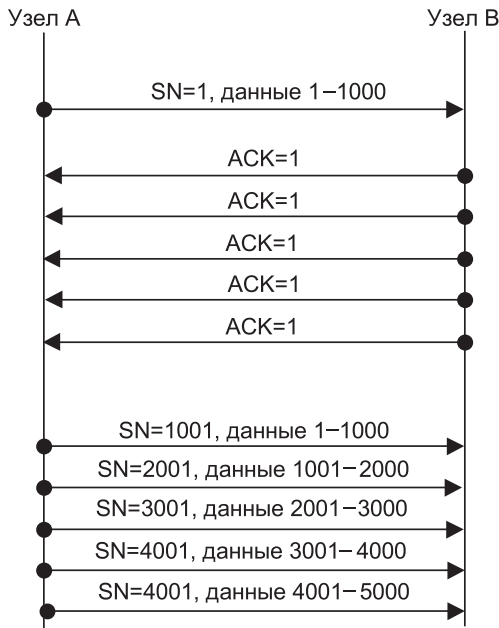 Узел А
Узел В
SN=1, данные 1–1000
ACK=1
ACK=1
ACK=1
ACK=1
ACK=1
SN=1001, данные 1–1000
SN=2001, данные 1001–2000
SN=3001, данные 2001–3000
SN=4001, данные 3001–4000
SN=4001, данные 4001–5000